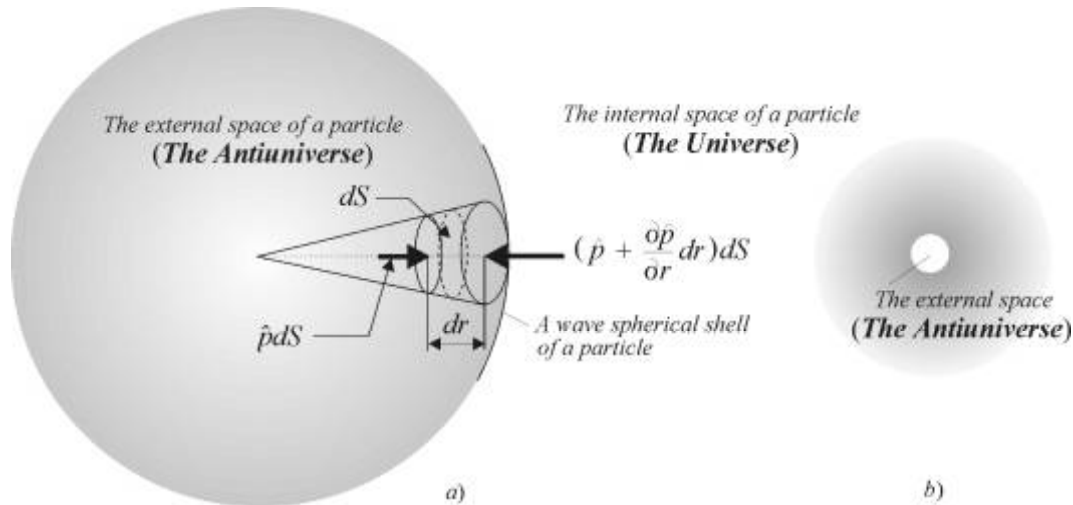 The external space of a particle
(The Antiuniverse)
The internal space of a particle
(The Universe)
dS
(p̂ + ∂p/∂r dr)dS
p̂dS
dr
A wave spherical shell
of a particle
The external space
(The Antiuniverse)
a)
b)